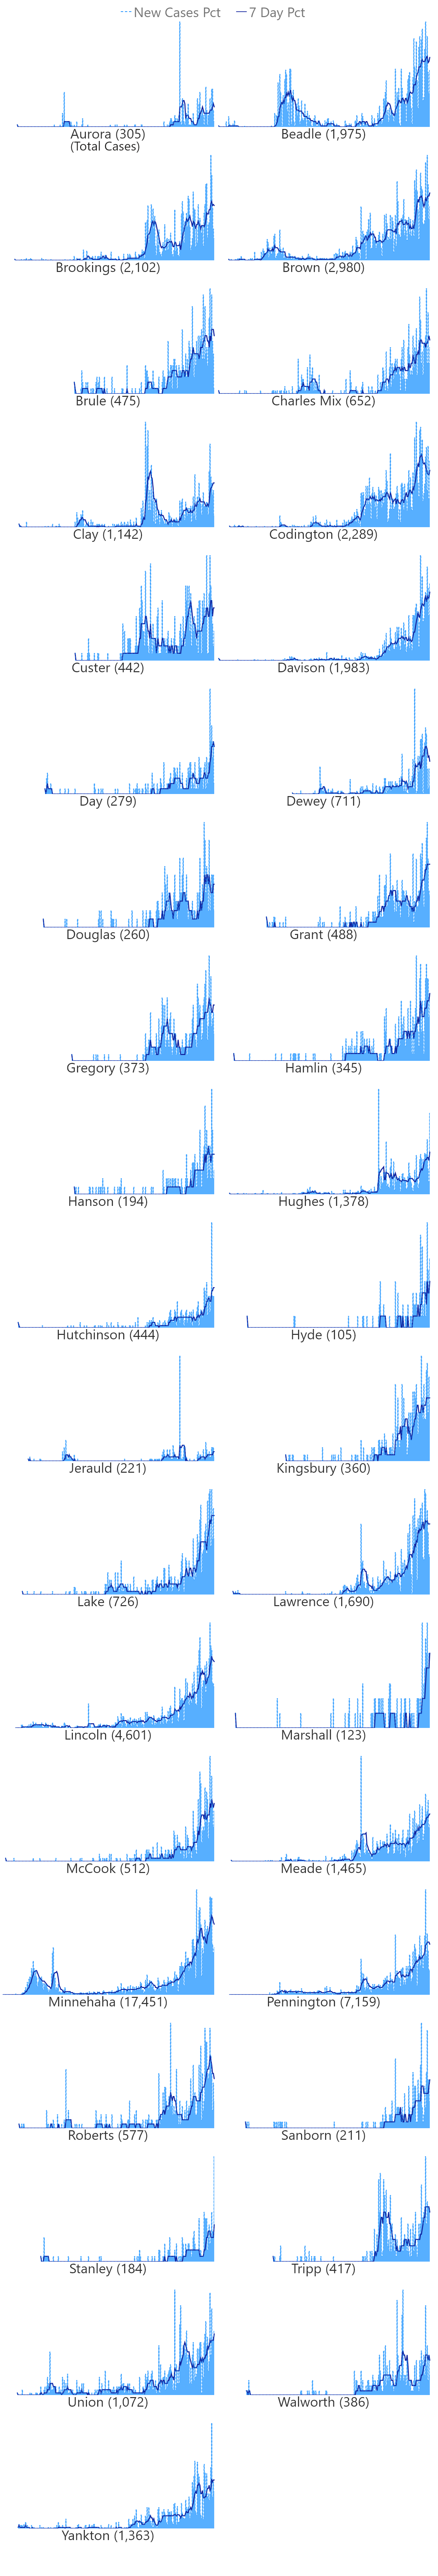 New Cases Pct 7 Day Pct
Aurora (305) Beadle (1,975)
(Total Cases)
Brookings (2,102) Brown (2,980)
Brule (475) Charles Mix (652)
Clay (1,142) Codington (2,289)
Custer (442) Davison (1,983)
Day (279) Dewey (711)
Douglas (260) Grant (488)
Gregory (373) Hamlin (345)
Hanson (194) Hughes (1,378)
Hutchinson (444) Hyde (105)
Jerauld (221) Kingsbury (360)
Lake (726) Lawrence (1,690)
Lincoln (4,601) Marshall (123)
McCook (512) Meade (1,465)
Minnehaha (17,451) Pennington (7,159)
Roberts (577) Sanborn (211)
Stanley (184) Tripp (417)
Union (1,072) Walworth (386)
Yankton (1,363)